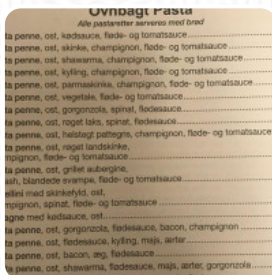 Ovnbagt Pasta
Alle pastaretter serveres med brød
ta penne, ost, kødsauce, fløde- og tomatsauce
ta penne, ost, skinke, champignon, fløde- og tomatsauce
ta penne, ost, shawarma, champignon, fløde- og tomatsauce
ta penne, ost, kylling, champignon, fløde- og tomatsauce
ta penne, ost, parmaskinke, champignon, fløde- og tomatsauce
ta penne, ost, vegetale, fløde- og tomatsauce
ta penne, ost, gorgonzola, spinat, flødesauce
ta penne, ost, røget laks, spinat, flødesauce
ta penne, ost, helstegt pattegris, champignon, fløde- og tomatsauce
ta penne, ost, røget landskinke,
mpignon, fløde- og tomatsauce
ta penne, ost, grillet aubergine,
ash, blandede svampe, fløde- og tomatsauce
ellini med skinkefyld, ost,
mpignon, spinat, fløde- og tomatsauce
agne med kødsauce, ost
ta penne, ost, gorgonzola, flødesauce, bacon, champignon
ta penne, ost, flødesauce, kylling, majs, ærter
ta penne, ost, bacon, æg, flødesauce
ta penne, ost, shawarma, flødesauce, majs, ærter, gorgonzola